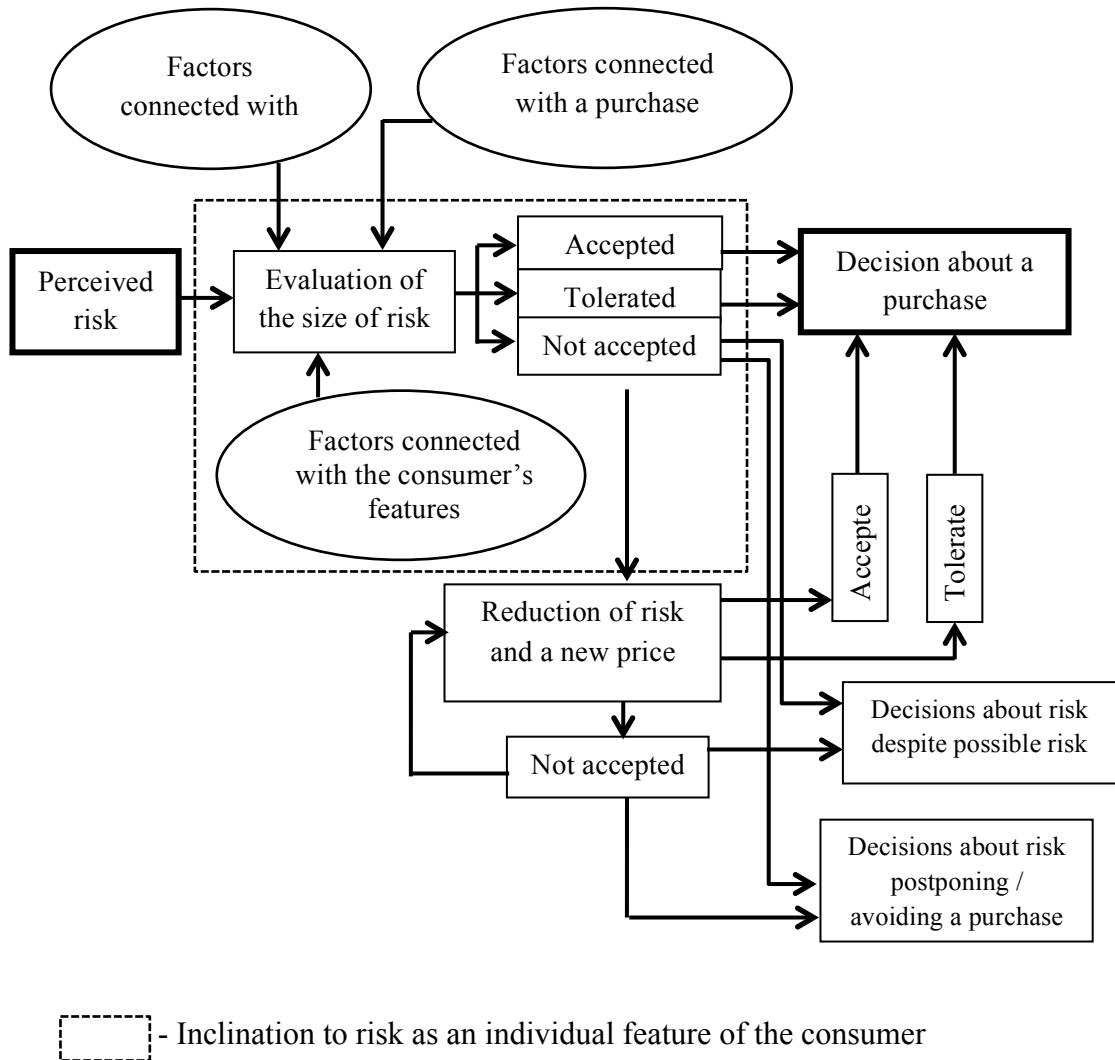 Factors
connected with
Factors connected
with a purchase
Perceived
risk
Evaluation of
the size of risk
Accepted
Tolerated
Not accepted
Decision about a
purchase
Factors connected
with the consumer’s
features
Accepte
Tolerate
Reduction of risk
and a new price
Not accepted
Decisions about risk
despite possible risk
Decisions about risk
postponing /
avoiding a purchase
- Inclination to risk as an individual feature of the consumer